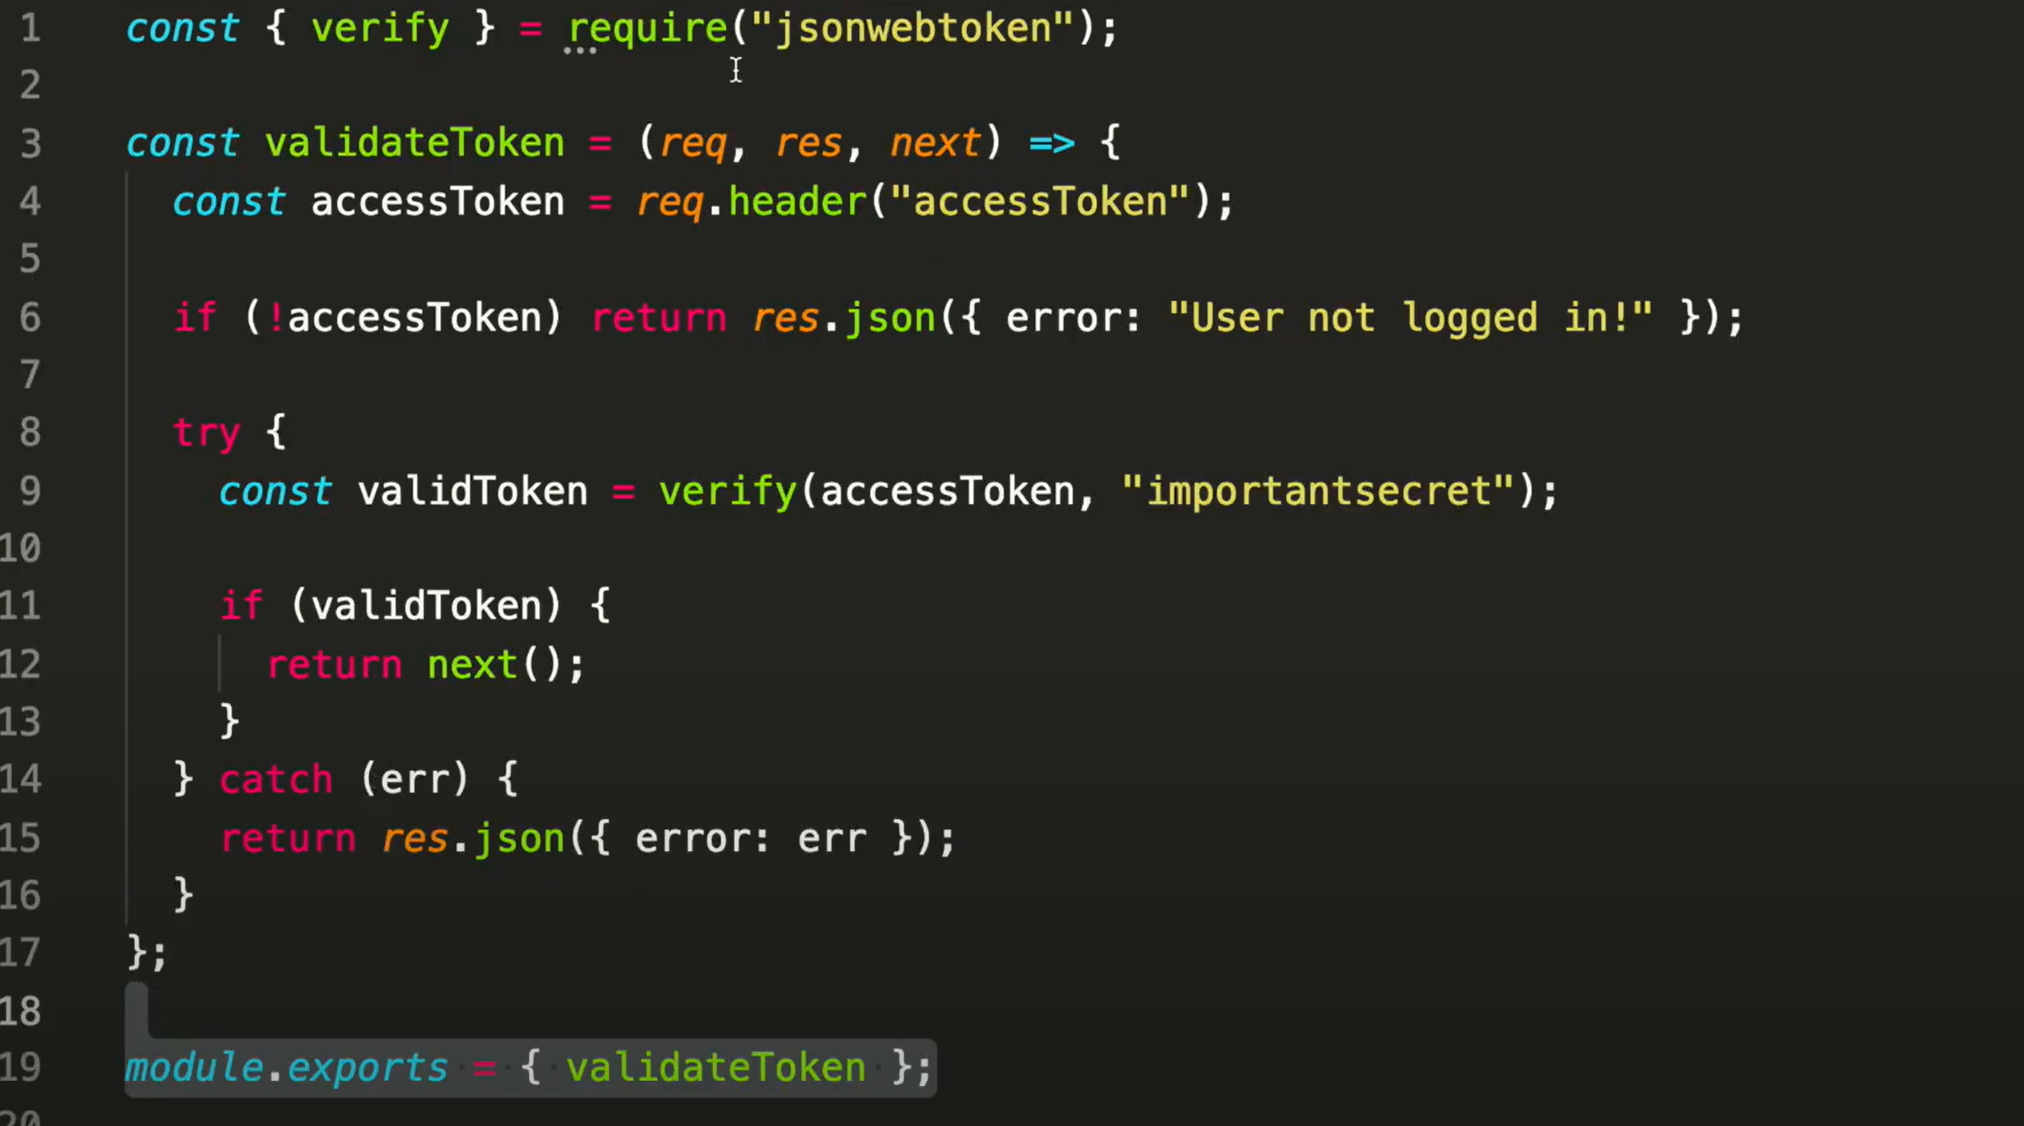 1 const { verify } = require("jsonwebtoken");
2
3 const validateToken = (req, res, next) => {
4 const accessToken = req.header("accessToken");
5
6 if (!accessToken) return res.json({ error: "User not logged in!" });
7
8 try {
9 const validToken = verify(accessToken, "importantsecret");
10
11 if (validToken) {
12 return next();
13 }
14 } catch (err) {
15 return res.json({ error: err });
16 }
17 };
18
19 module.exports = { validateToken };
20